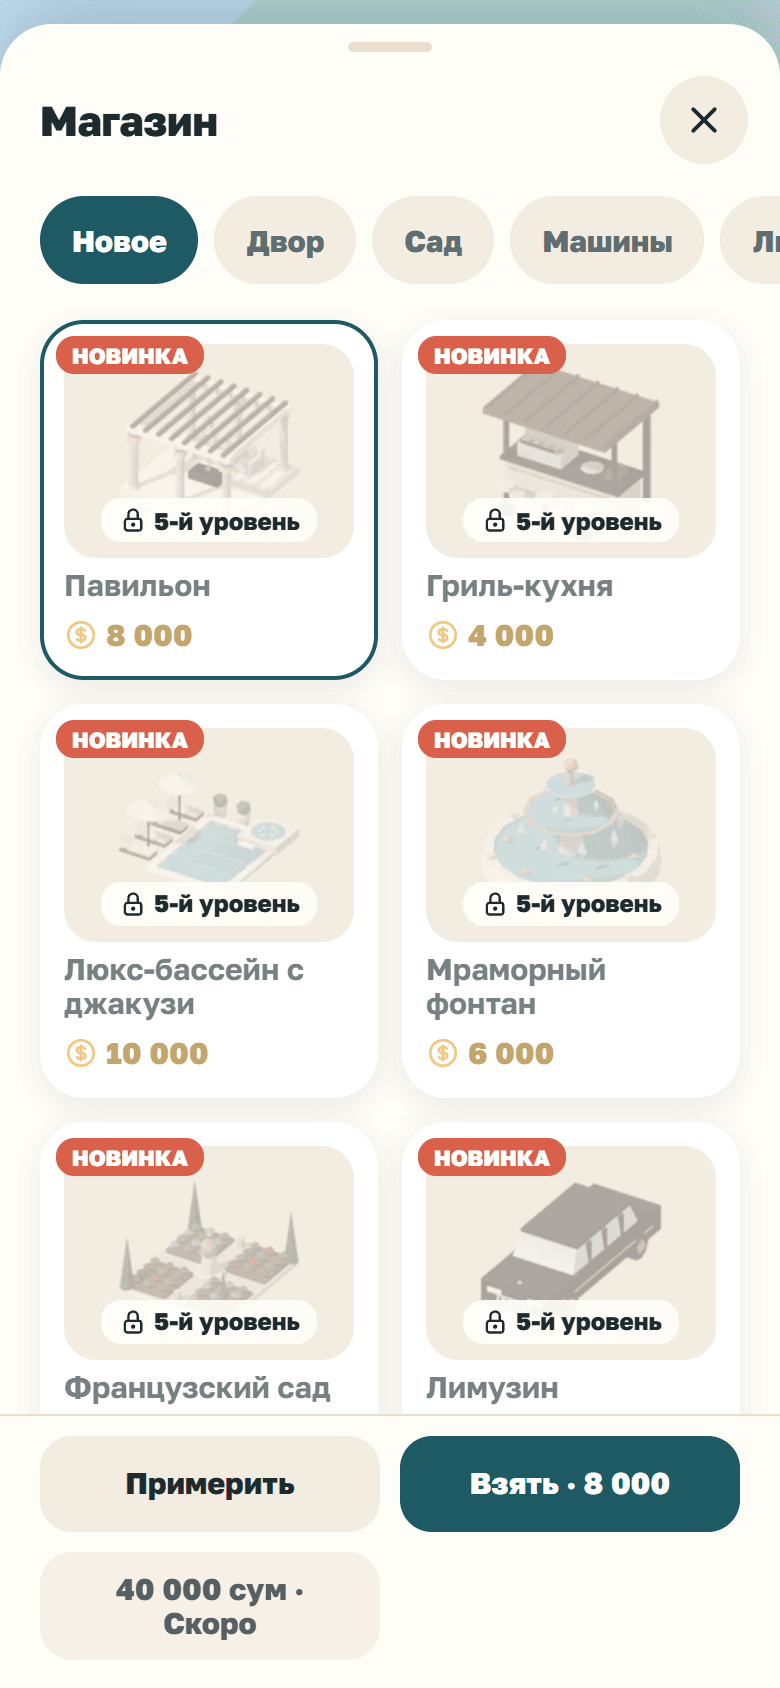 Магазин
Новое
Двор
Сад
Машины
НОВИНКА
НОВИНКА
5-й уровень
5-й уровень
Павильон
Гриль-кухня
8 000
4 000
НОВИНКА
НОВИНКА
5-й уровень
5-й уровень
Люкс-бассейн с
джакузи
Мраморный
фонтан
10 000
6 000
НОВИНКА
НОВИНКА
5-й уровень
5-й уровень
Французский сад
Лимузин
Примерить
Взять · 8 000
40 000 сум ·
Скоро